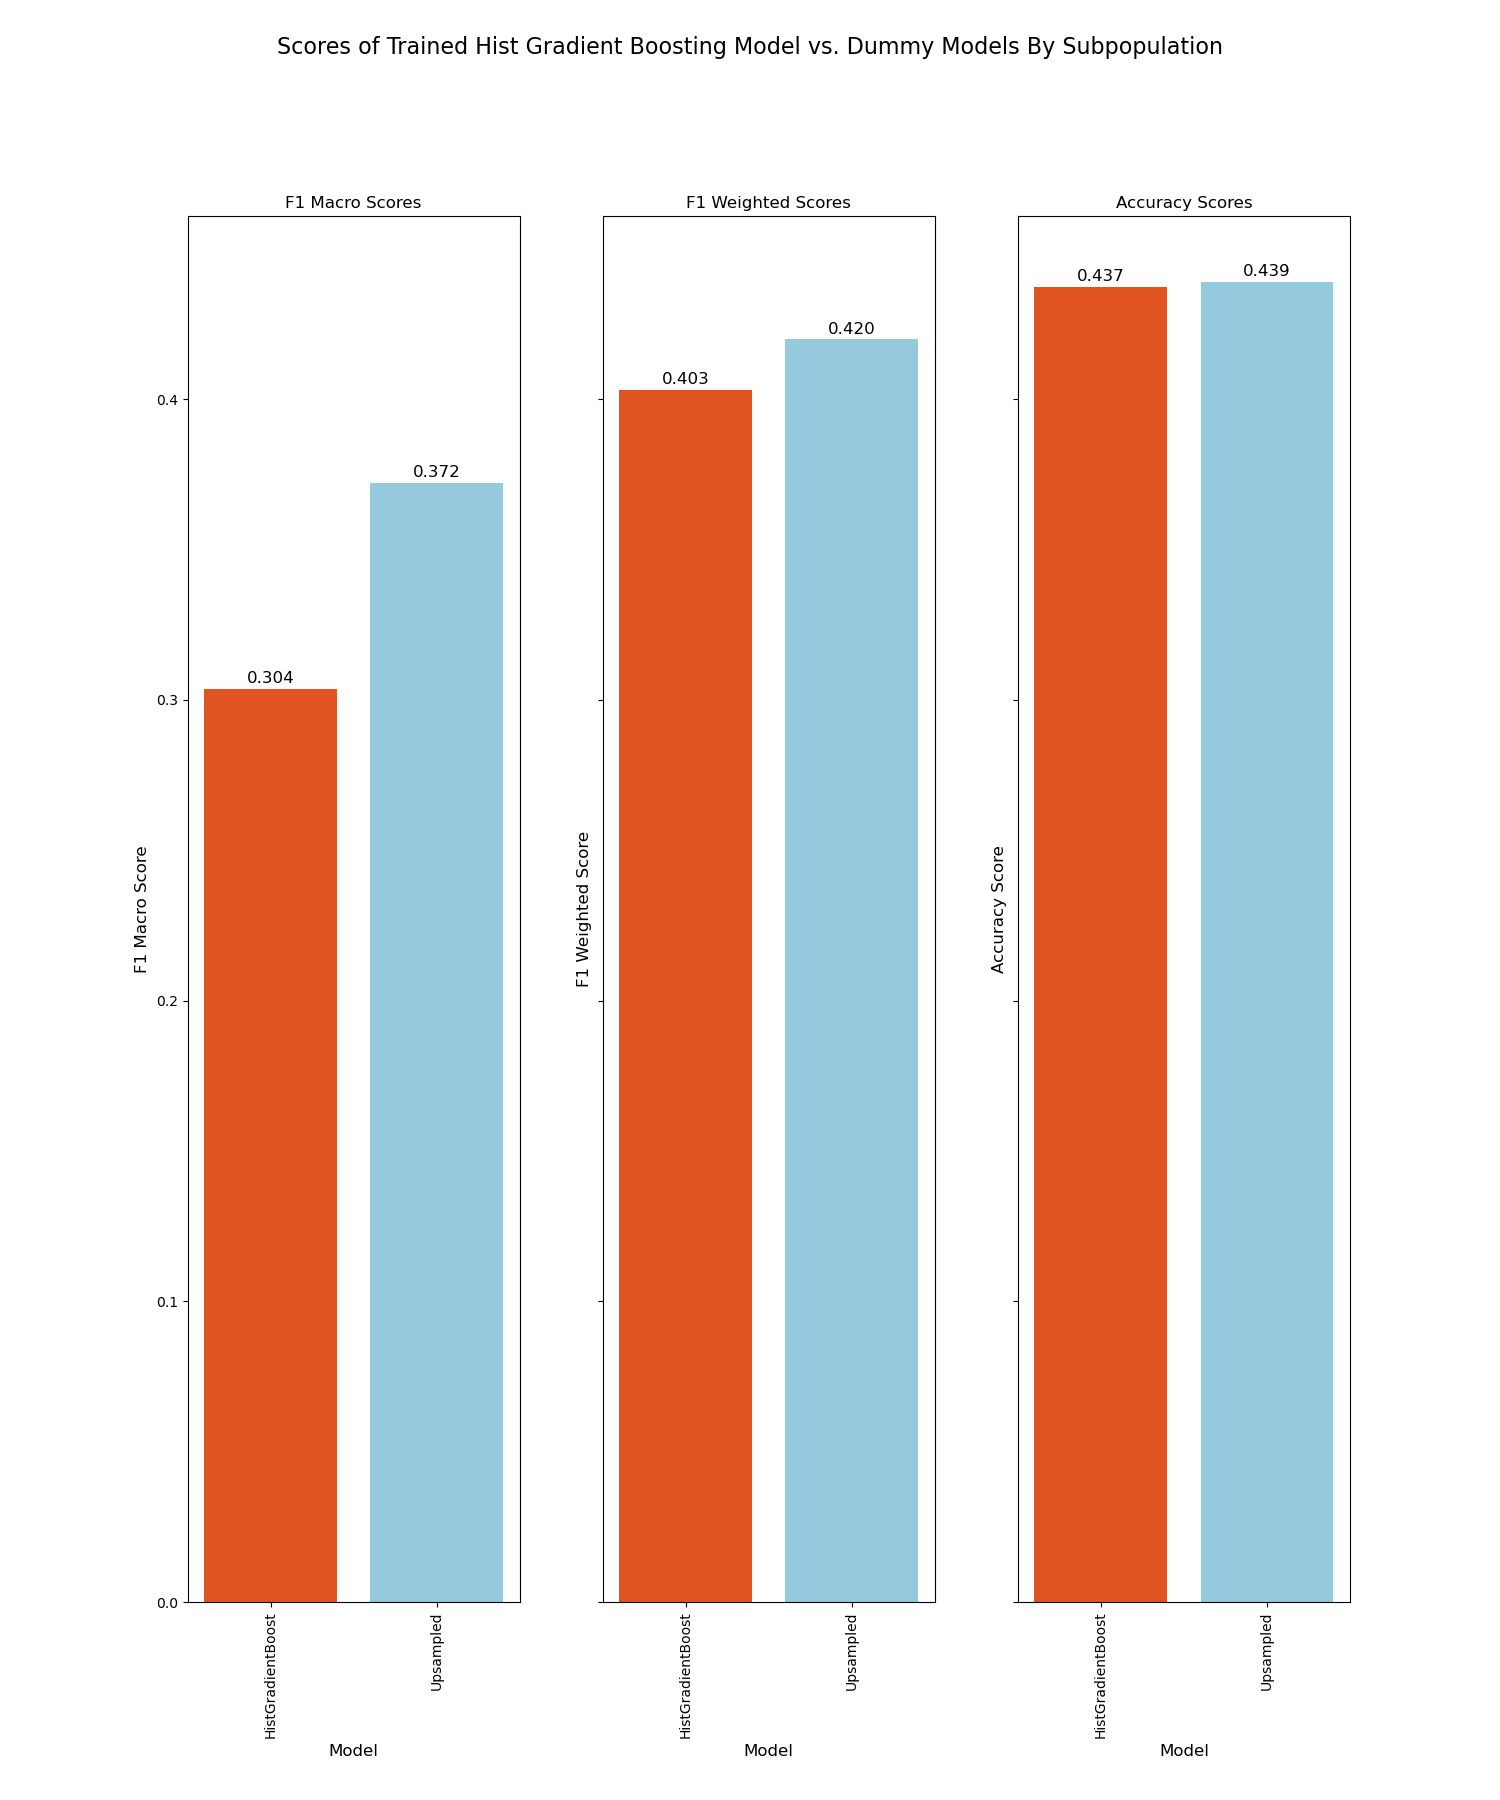 Scores of Trained Hist Gradient Boosting Model vs. Dummy Models By Subpopulation
F1 Macro Scores
F1 Macro Score
0.4
0.3
0.2
0.1
0.0
0.304
0.372
HistGradientBoost
Upsampled
Model
F1 Weighted Scores
F1 Weighted Score
0.403
0.420
HistGradientBoost
Upsampled
Model
Accuracy Scores
Accuracy Score
0.437
0.439
HistGradientBoost
Upsampled
Model